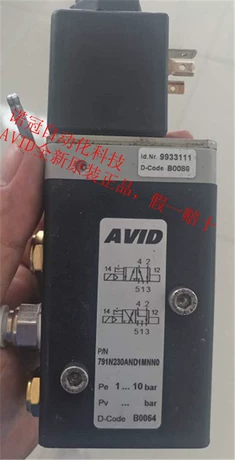 Id.Nr. 9933111
D-Code B0086
诺冠自动化科技
AVID全新原装正品，假一赔十
AVID
4 2
14 12
5 1 3
4 2
14 12
5 1 3
P/N
791N230AND1MNN0
Pe 1 ... 10 bar
Pv ... bar
D-Code B0064